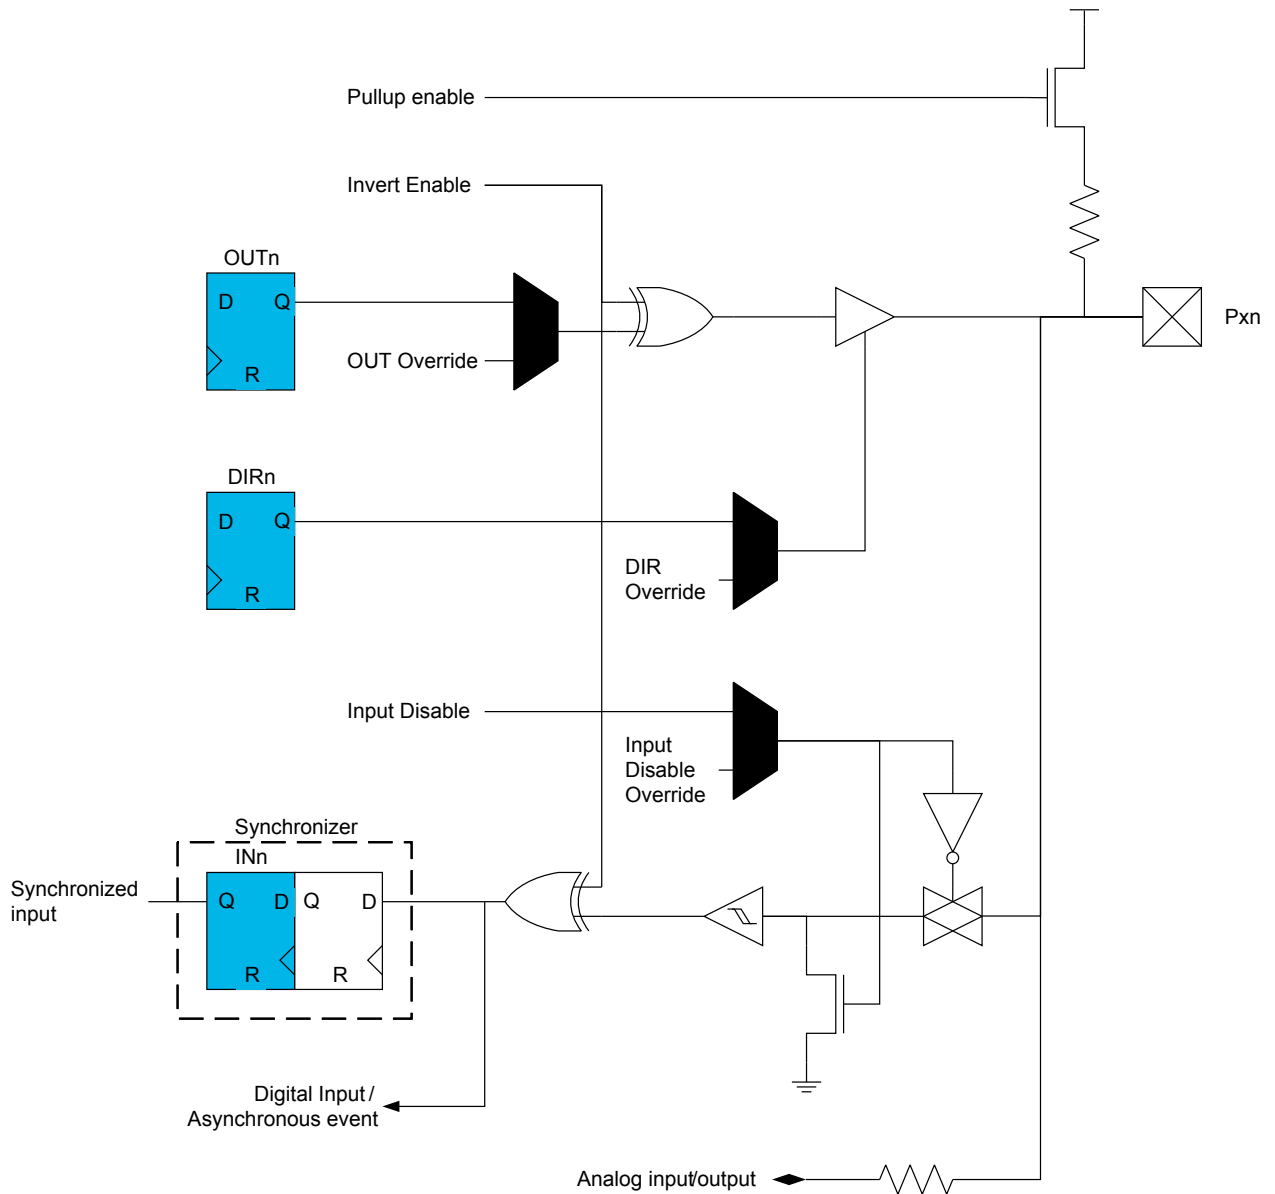 Pullup enable
Invert Enable
OUTn
D Q
R
OUT Override
Pxn
DIRn
D Q
R
DIR
Override
Input Disable
Input
Disable
Override
Synchronizer
INn
Synchronized
input
Q D Q D
R R
Digital Input /
Asynchronous event
Analog input/output